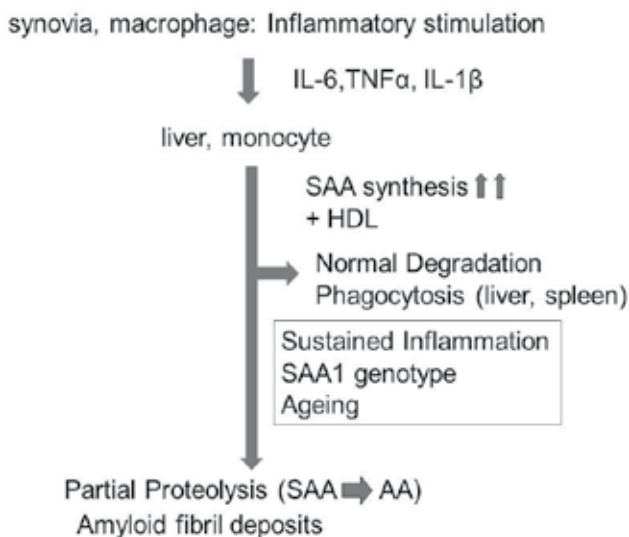 synovia, macrophage: Inflammatory stimulation
IL-6,TNFα, IL-1β
liver, monocyte
SAA synthesis
+ HDL
Normal Degradation
Phagocytosis (liver, spleen)
Sustained Inflammation
SAA1 genotype
Ageing
Partial Proteolysis (SAA ➡ AA)
Amyloid fibril deposits